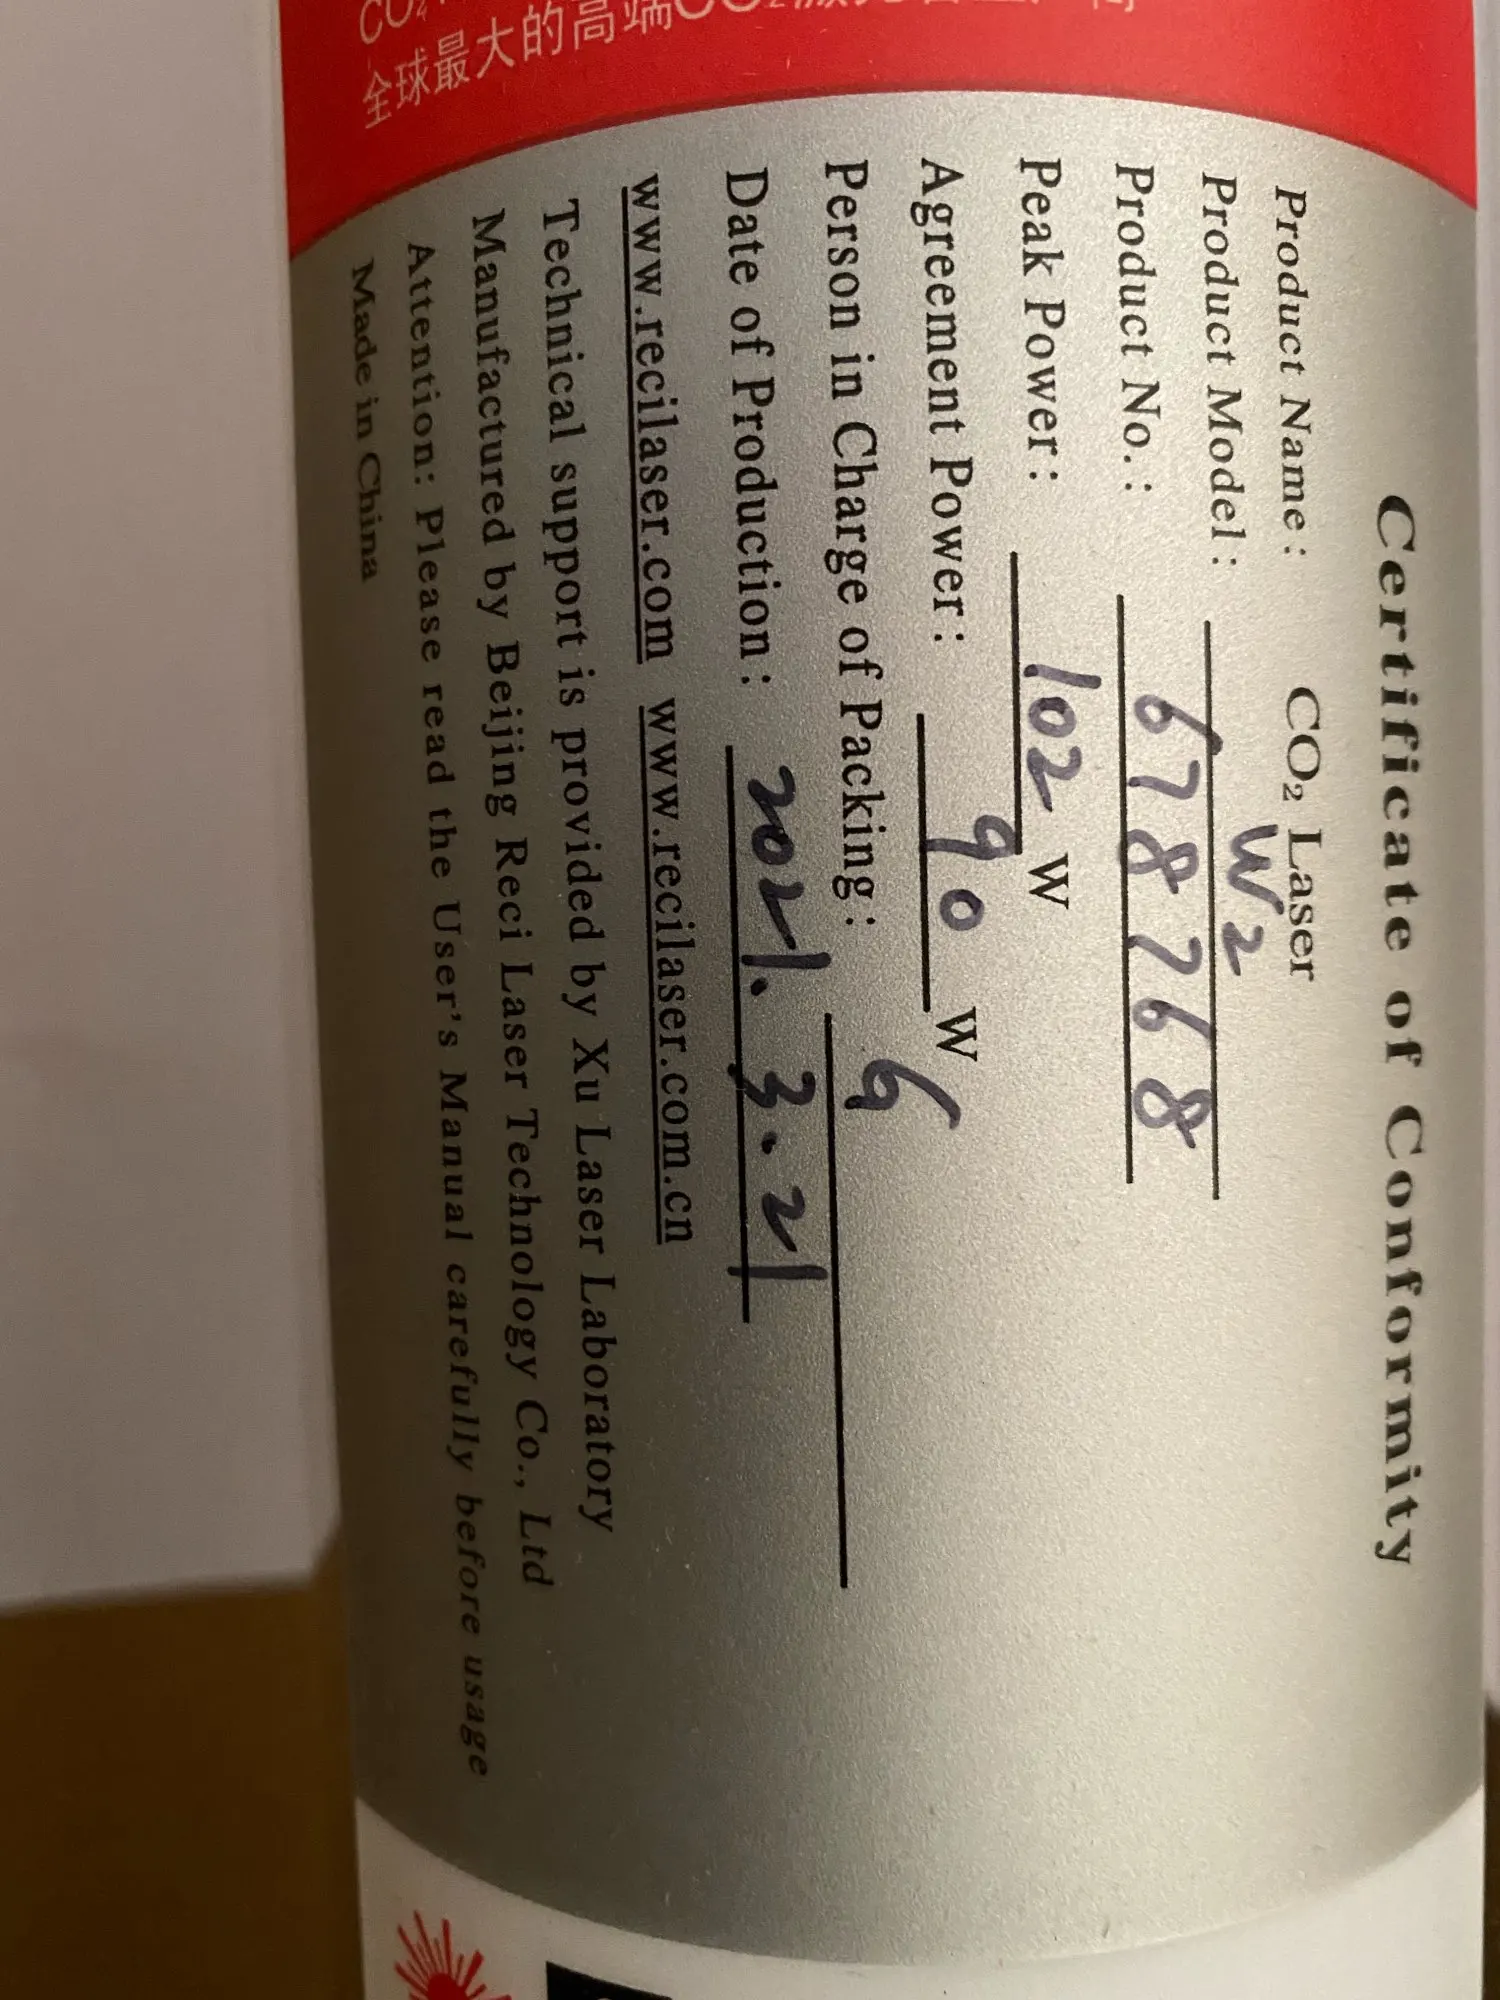 全球最大的高端CO₂
Certificate of Conformity
Product Name: CO₂ Laser
Product Model: W2
Product No.: 678768
Peak Power: 102 W
Agreement Power: 90 W
Person in Charge of Packing: 6
Date of Production: 2021.3.21
www.recilaser.com www.recilaser.com.cn
Technical support is provided by Xu Laser Laboratory
Manufactured by Beijing Reci Laser Technology Co., Ltd
Attention: Please read the User's Manual carefully before usage
Made in China